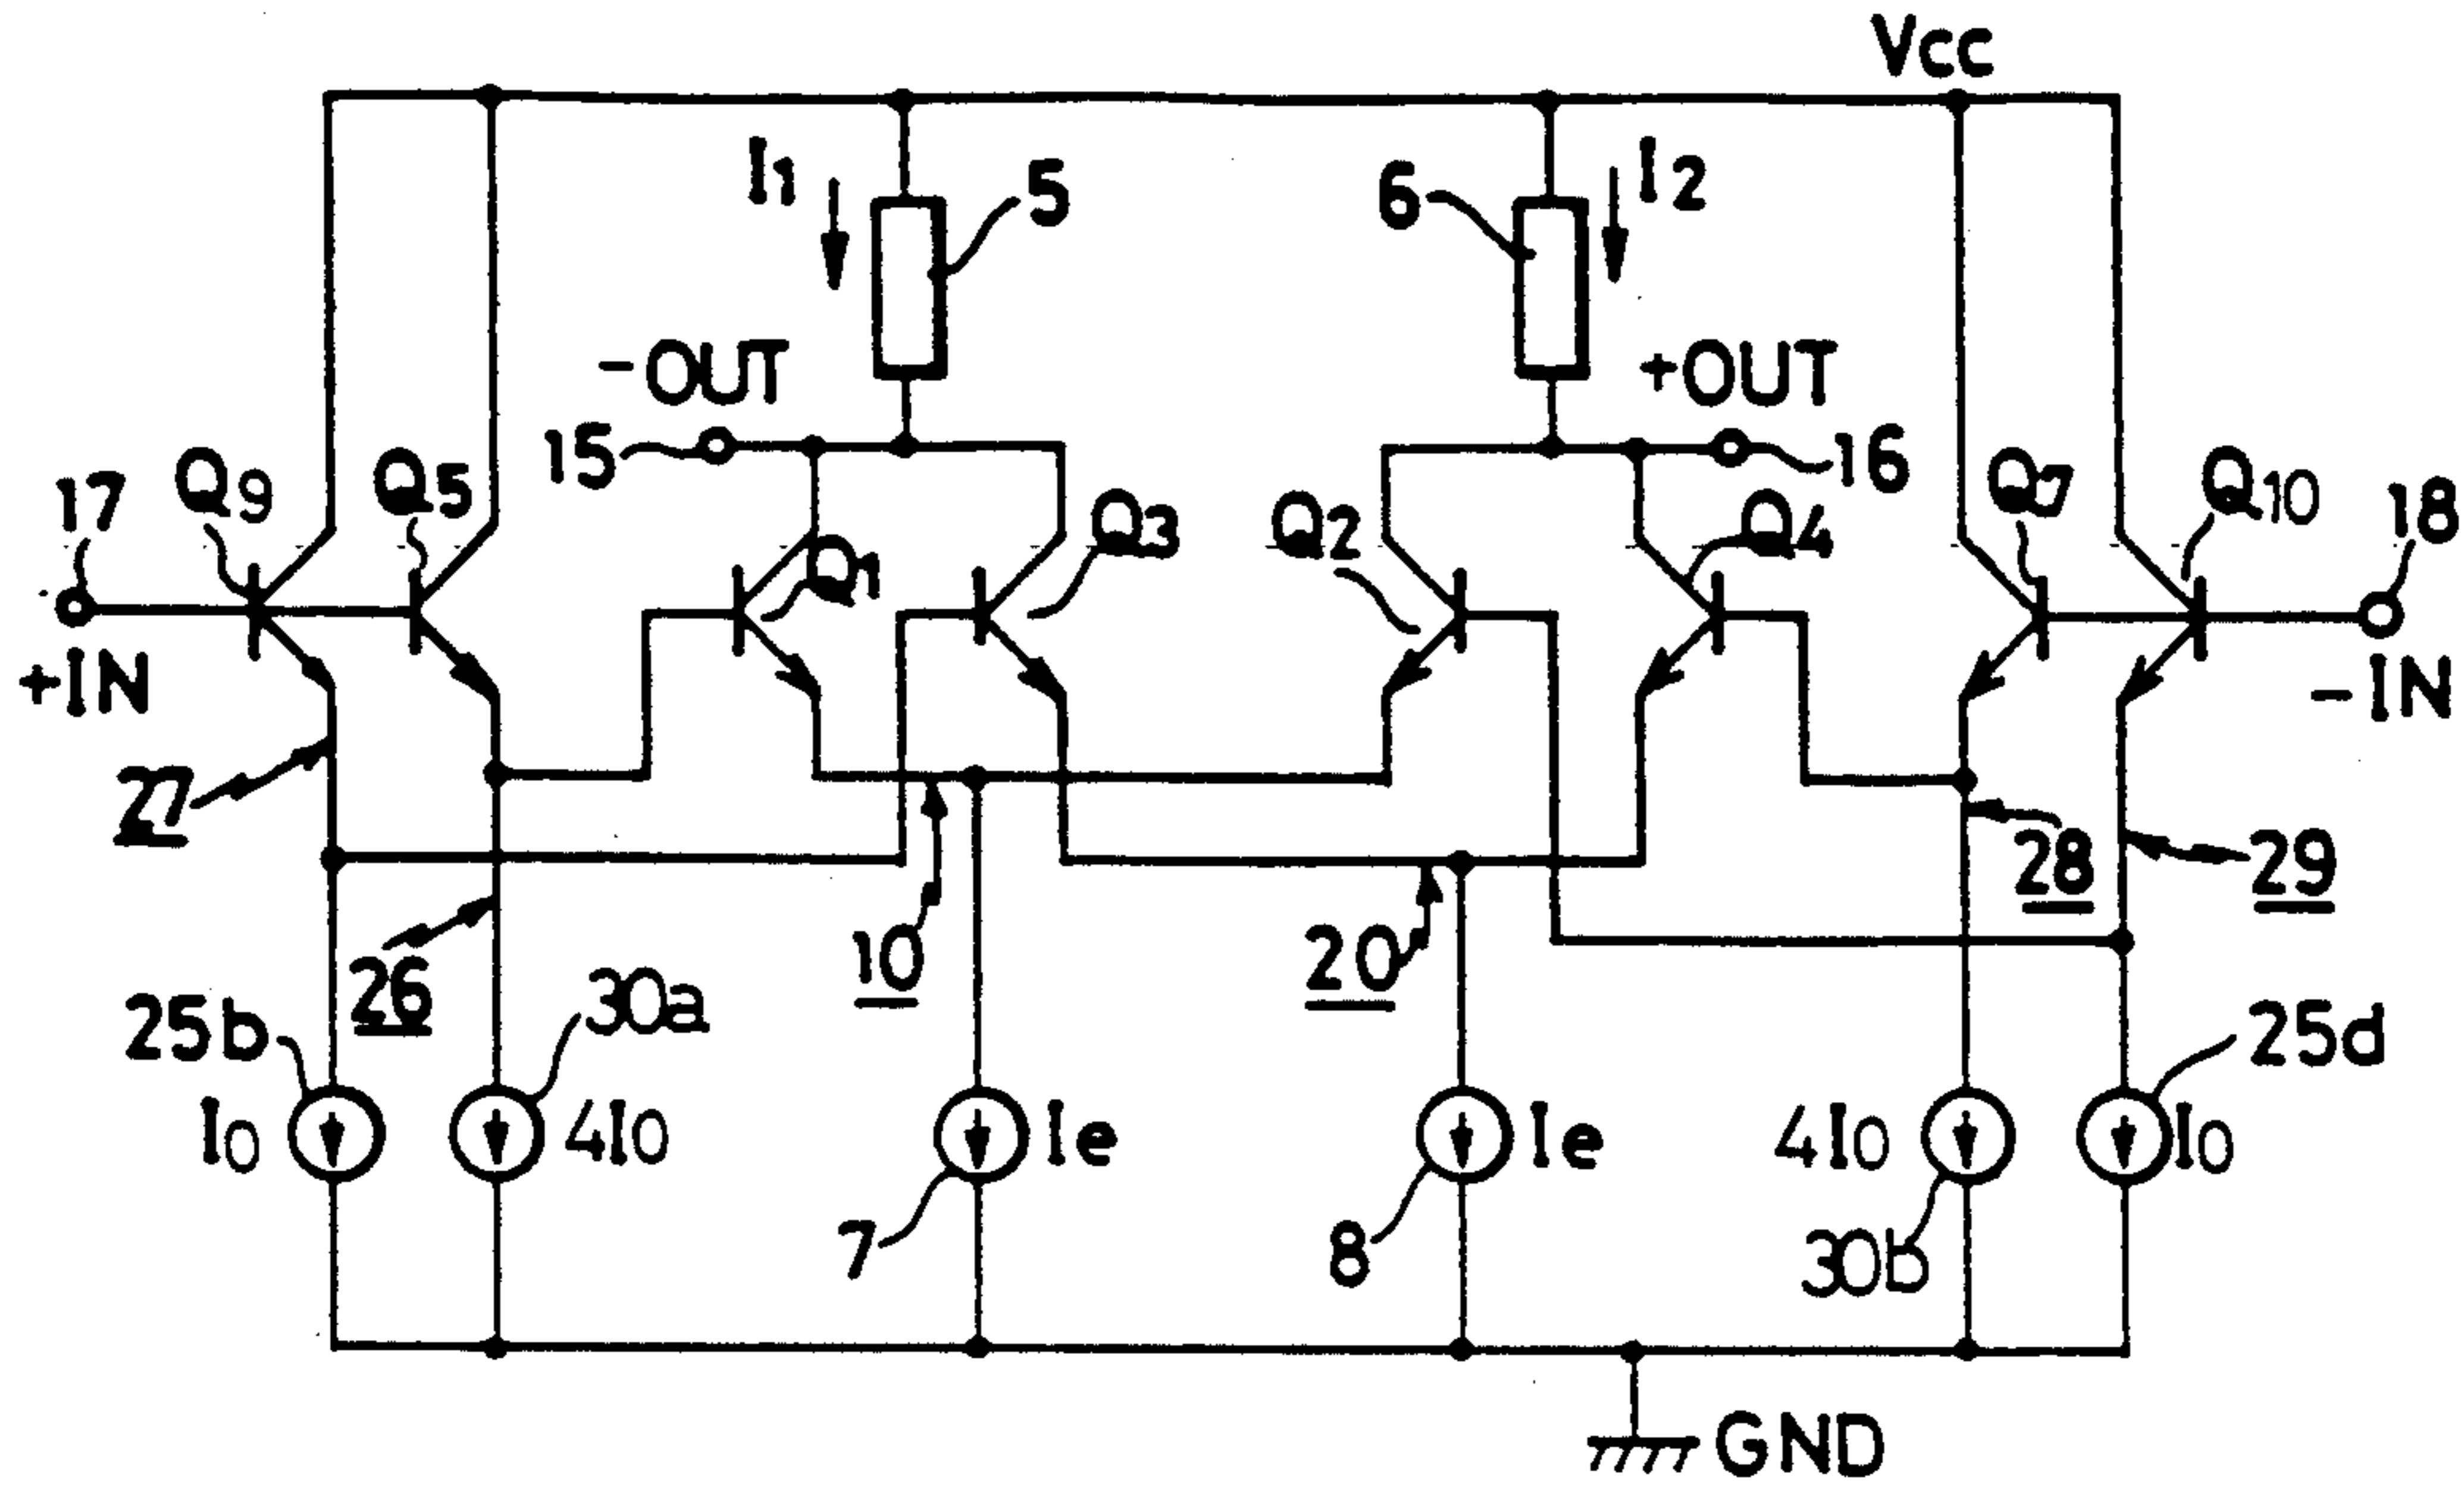 Vcc
I1
5
6
I2
-OUT
+OUT
15
16
17
Q9
Q5
Q1
Q3
Q2
Q4
Q7
Q10
18
+IN
-IN
27
28
29
26
10
20
25b
30a
25d
I0
4I0
Ie
Ie
4I0
I0
7
8
30b
GND